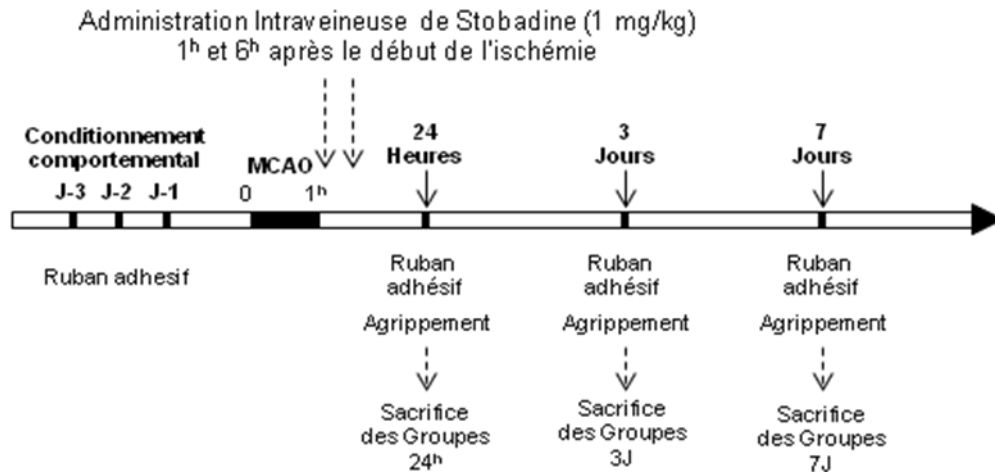 Administration Intraveineuse de Stobadine (1 mg/kg)
1h et 6h après le début de l'ischémie
Conditionnement
comportemental
J-3 J-2 J-1
MCAO
0 1h
24
Heures
3
Jours
7
Jours
Ruban adhesif
Ruban
adhésif
Agrippement
Sacrifice
des Groupes
24h
Ruban
adhésif
Agrippement
Sacrifice
des Groupes
3J
Ruban
adhésif
Agrippement
Sacrifice
des Groupes
7J